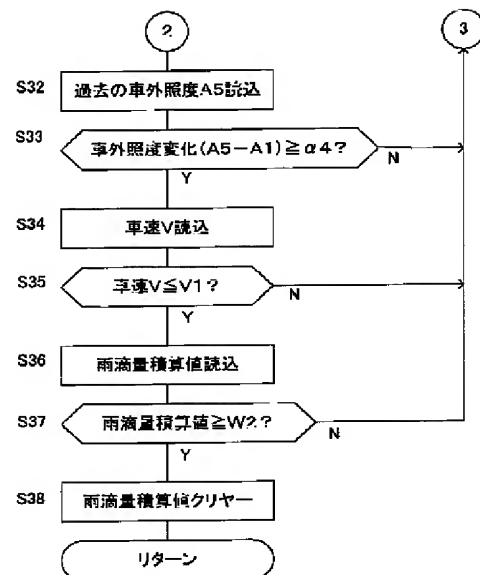 2
3
S32
過去の車外照度A5読込
S33
車外照度変化(A5-A1)≧α4?
N
Y
S34
車速V読込
S35
車速V≦V1?
N
Y
S36
雨滴量積算値読込
S37
雨滴量積算値≧W2?
N
Y
S38
雨滴量積算値クリヤー
リターン